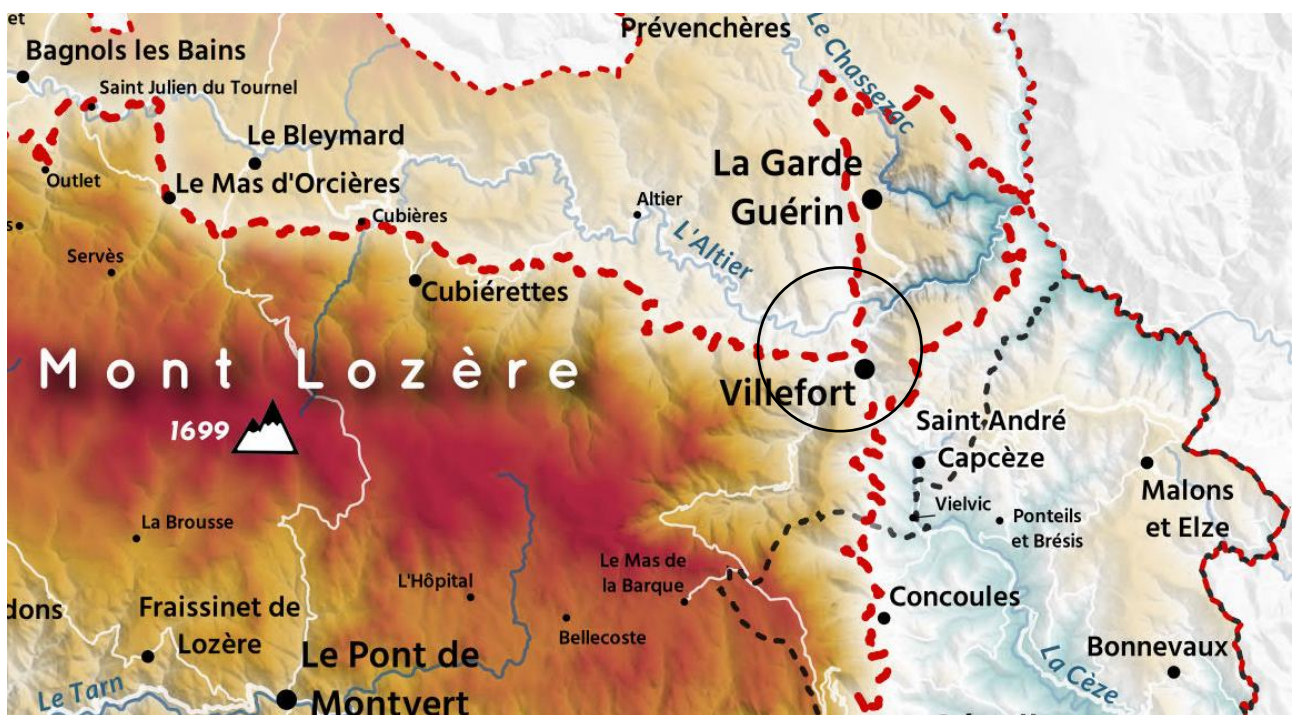 et
Prévenchères
Le Chassezac
Bagnols les Bains
Saint Julien du Tournel
Le Bleymard
La Garde
Guérin
Outlet
Le Mas d'Orcières
Altier
Cubières
s
L'Altier
Servès
Cubiérettes
Mont Lozère
Villefort
1699
Saint André
Capcèze
Malons
et Elze
Vielvic
Ponteils
et Brésis
La Brousse
Le Mas de
la Barque
L'Hôpital
dons
Fraissinet de
Lozère
Concoules
Bellecoste
Le Pont de
Montvert
La Cèze
Bonnevaux
Le Tarn